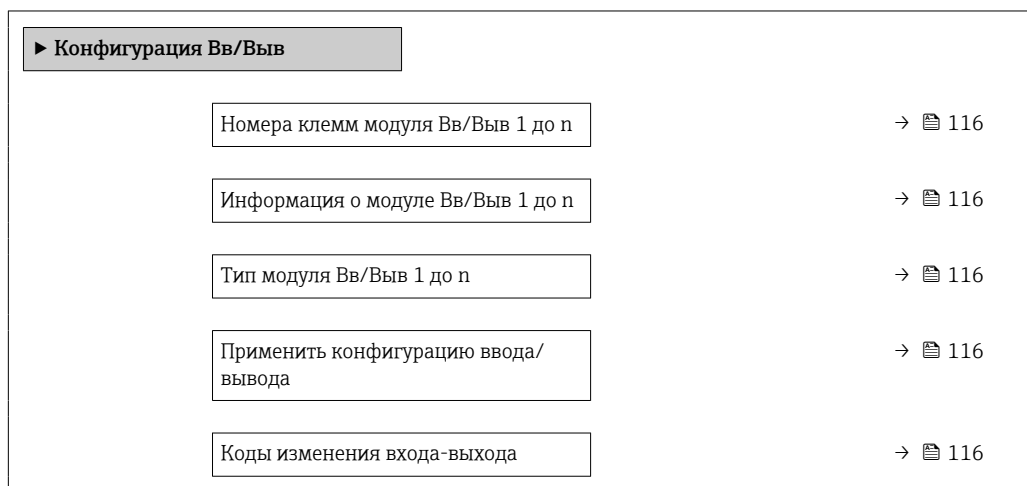 ► Конфигурация Вв/Выв
Номера клемм модуля Вв/Выв 1 до n → 116
Информация о модуле Вв/Выв 1 до n → 116
Тип модуля Вв/Выв 1 до n → 116
Применить конфигурацию ввода/ → 116
вывода
Коды изменения входа-выхода → 116